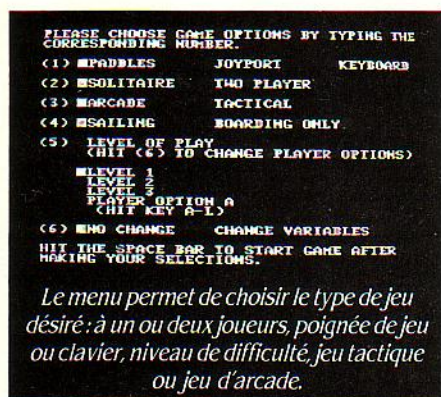 PLEASE CHOOSE GAME OPTIONS BY TYPING THE
CORRESPONDING NUMBER.
(1) PADDLES JOYPORT KEYBOARD
(2) SOLITAIRE TWO PLAYER
(3) ARCADE TACTICAL
(4) SAILING BOARDING ONLY
(5) LEVEL OF PLAY
(HIT (6) TO CHANGE PLAYER OPTIONS)
LEVEL 1
LEVEL 2
LEVEL 3
PLAYER OPTION A
(HIT KEY A-L)
(6) NO CHANGE CHANGE VARIABLES
HIT THE SPACE BAR TO START GAME AFTER
MAKING YOUR SELECTIONS.
Le menu permet de choisir le type de jeu
désiré : à un ou deux joueurs, poignée de jeu
ou clavier, niveau de difficulté, jeu tactique
ou jeu d'arcade.